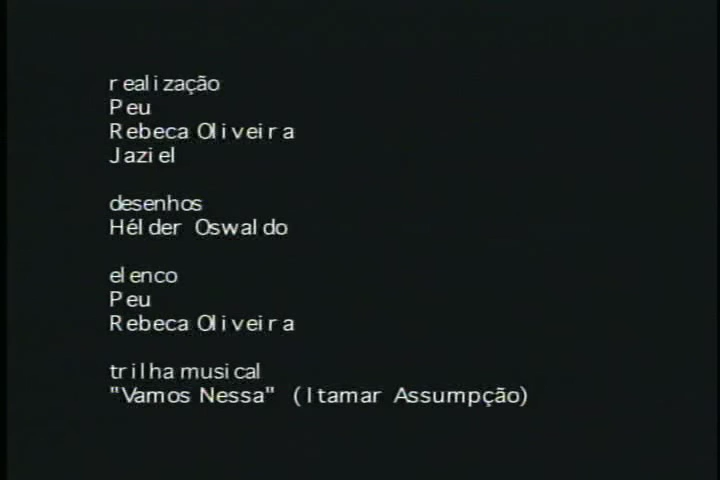 realização
Peu
Rebeca Oliveira
Jaziel
desenhos
Hélder Oswaldo
elenco
Peu
Rebeca Oliveira
trilha musical
"Vamos Nessa" (Itamar Assumpção)